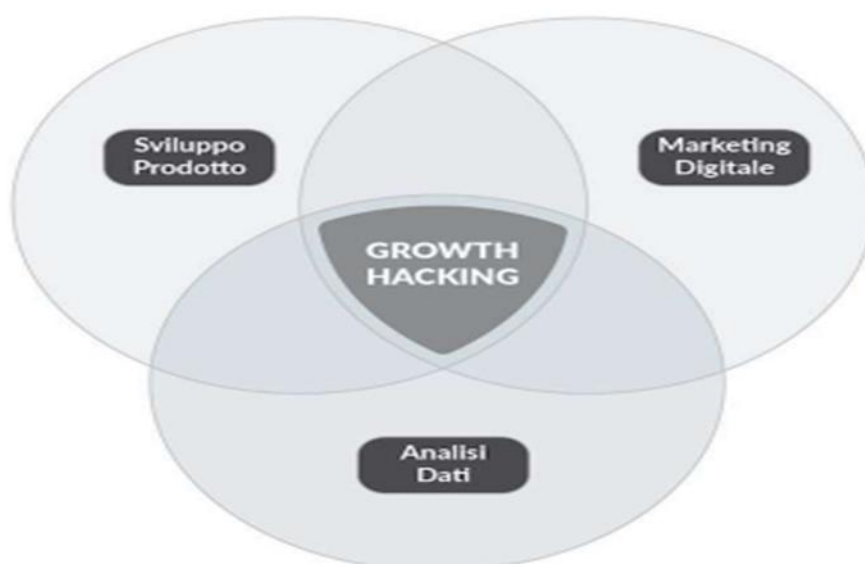 Sviluppo
Prodotto
Marketing
Digitale
GROWTH
HACKING
Analisi
Dati